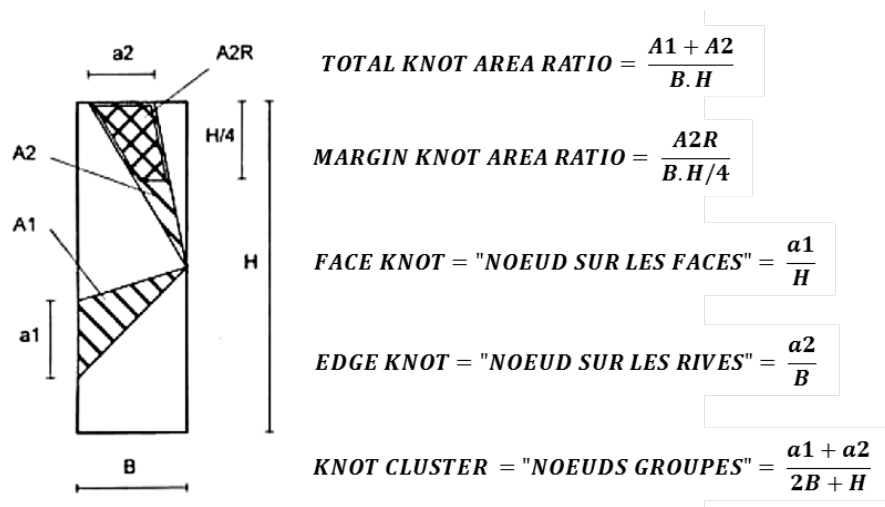 a2
A2R
H/4
A2
A1
H
a1
B
TOTAL KNOT AREA RATIO = A1 + A2 / B.H
MARGIN KNOT AREA RATIO = A2R / B.H/4
FACE KNOT = "NOEUD SUR LES FACES" = a1 / H
EDGE KNOT = "NOEUD SUR LES RIVES" = a2 / B
KNOT CLUSTER = "NOEUDS GROUPES" = a1 + a2 / 2B + H